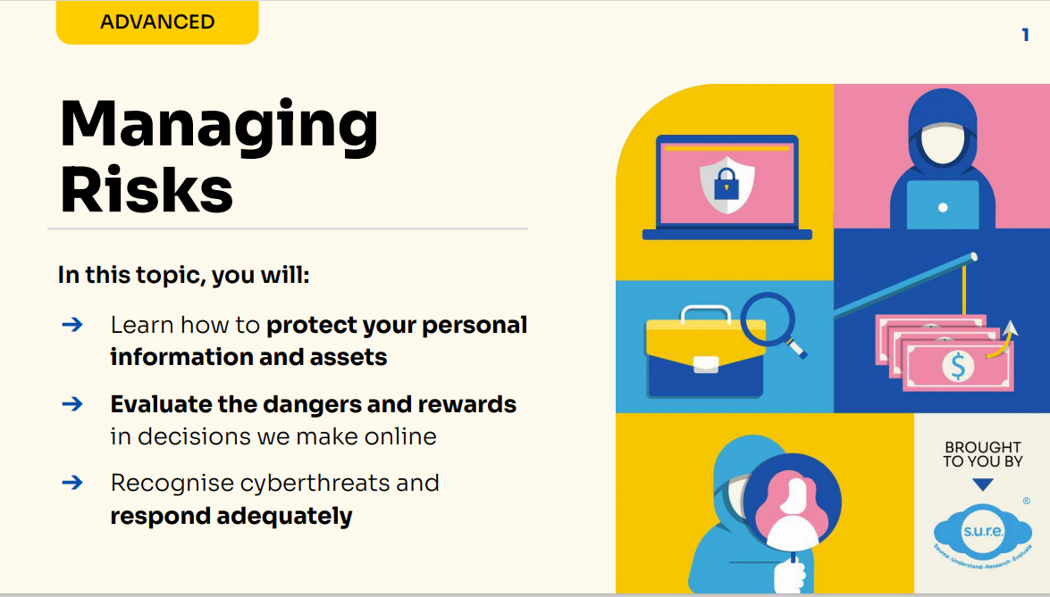 ADVANCED
1
Managing
Risks
In this topic, you will:
➔ Learn how to protect your personal
information and assets
➔ Evaluate the dangers and rewards
in decisions we make online
➔ Recognise cyberthreats and
respond adequately
$
BROUGHT
TO YOU BY
®
s.u.r.e.
Source·Understand·Research·Evaluate